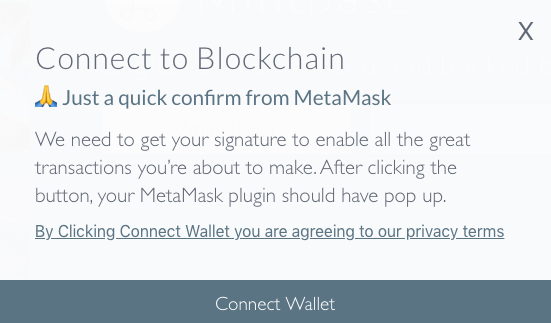 X
Connect to Blockchain
🙏 Just a quick confirm from MetaMask
We need to get your signature to enable all the great
transactions you're about to make. After clicking the
button, your MetaMask plugin should have pop up.
By Clicking Connect Wallet you are agreeing to our privacy terms
Connect Wallet